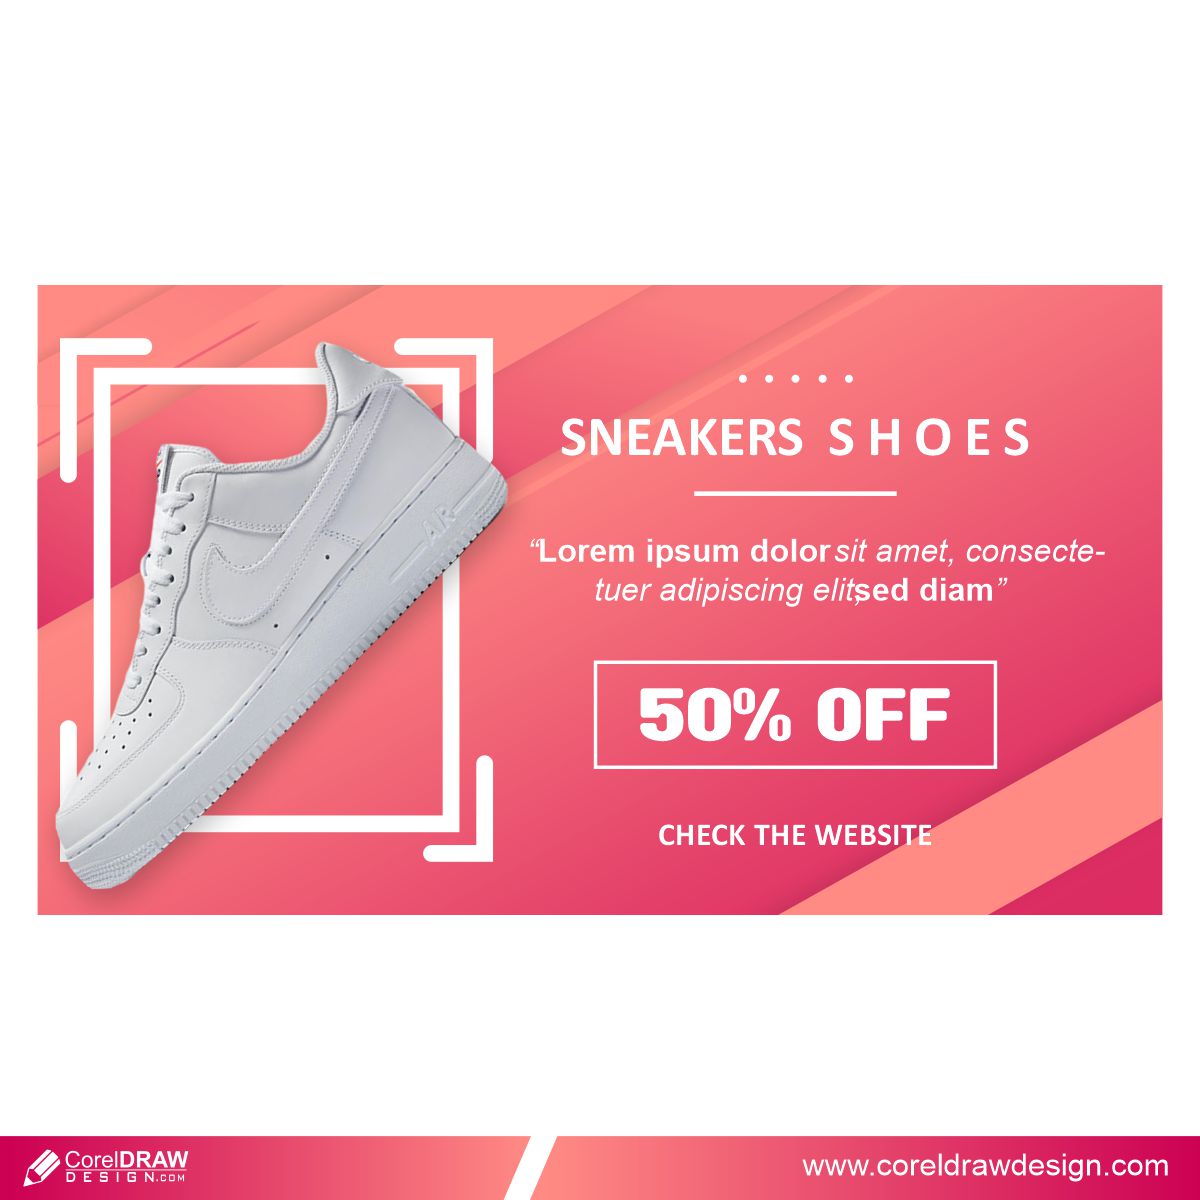 SNEAKERS SHOES
“Lorem ipsum dolor sit amet, consecte-
tuer adipiscing elit, sed diam”
50% OFF
CHECK THE WEBSITE
AIR
CorelDRAW
DESIGN.COM
www.coreldrawdesign.com